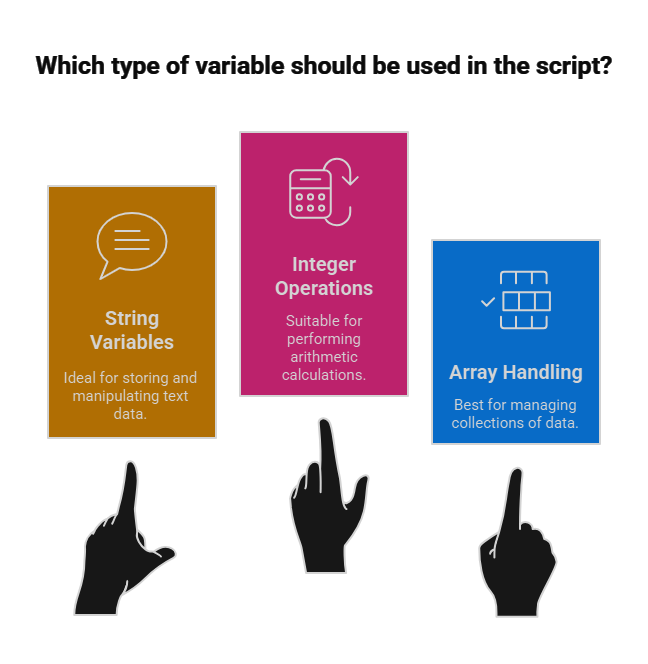 Which type of variable should be used in the script?
String
Variables
Ideal for storing and
manipulating text
data.
Integer
Operations
Suitable for
performing
arithmetic
calculations.
Array Handling
Best for managing
collections of data.